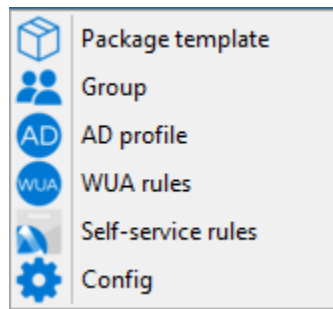 Package template
Group
AD AD profile
WUA WUA rules
Self-service rules
Config